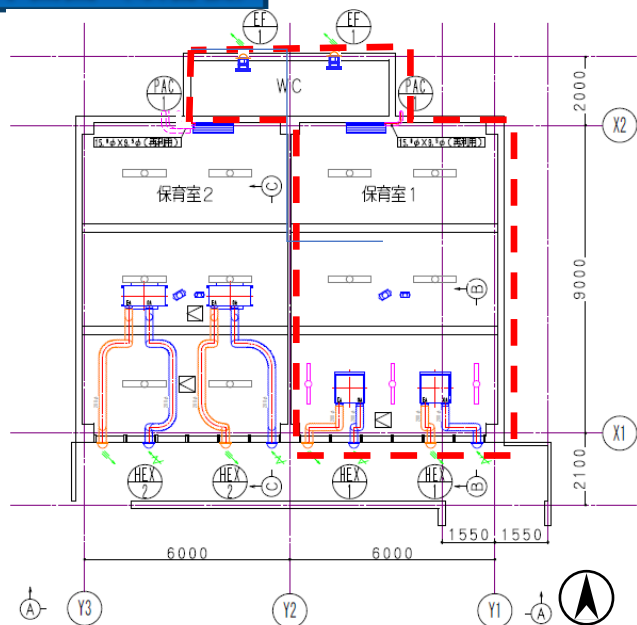 EF
1
EF
1
WC
PAC
1
PAC
1
2000
X2
保育室2
C
保育室1
9000
B
X1
HEX
2
HEX
2
C
HEX
1
HEX
1
B
2100
1550
1550
6000
6000
A
Y3
Y2
Y1
A